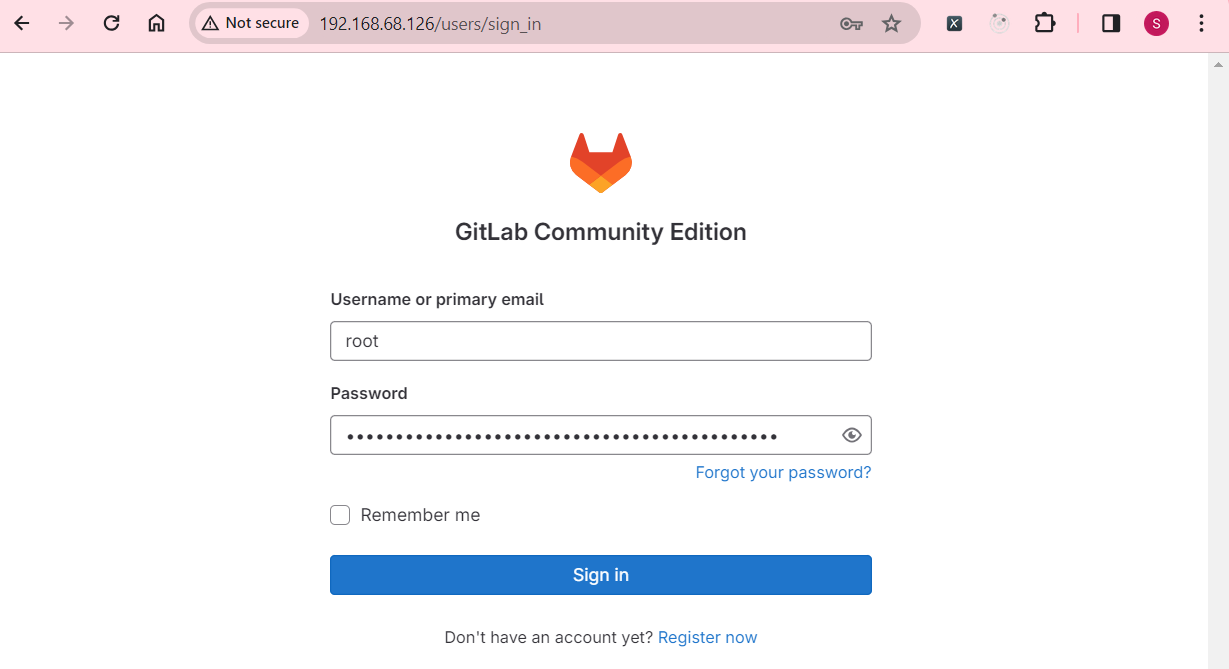 Not secure 192.168.68.126/users/sign_in
X
S
GitLab Community Edition
Username or primary email
root
Password
••••••••••••••••••••••••••••••••••••••••••••
Forgot your password?
Remember me
Sign in
Don't have an account yet? Register now